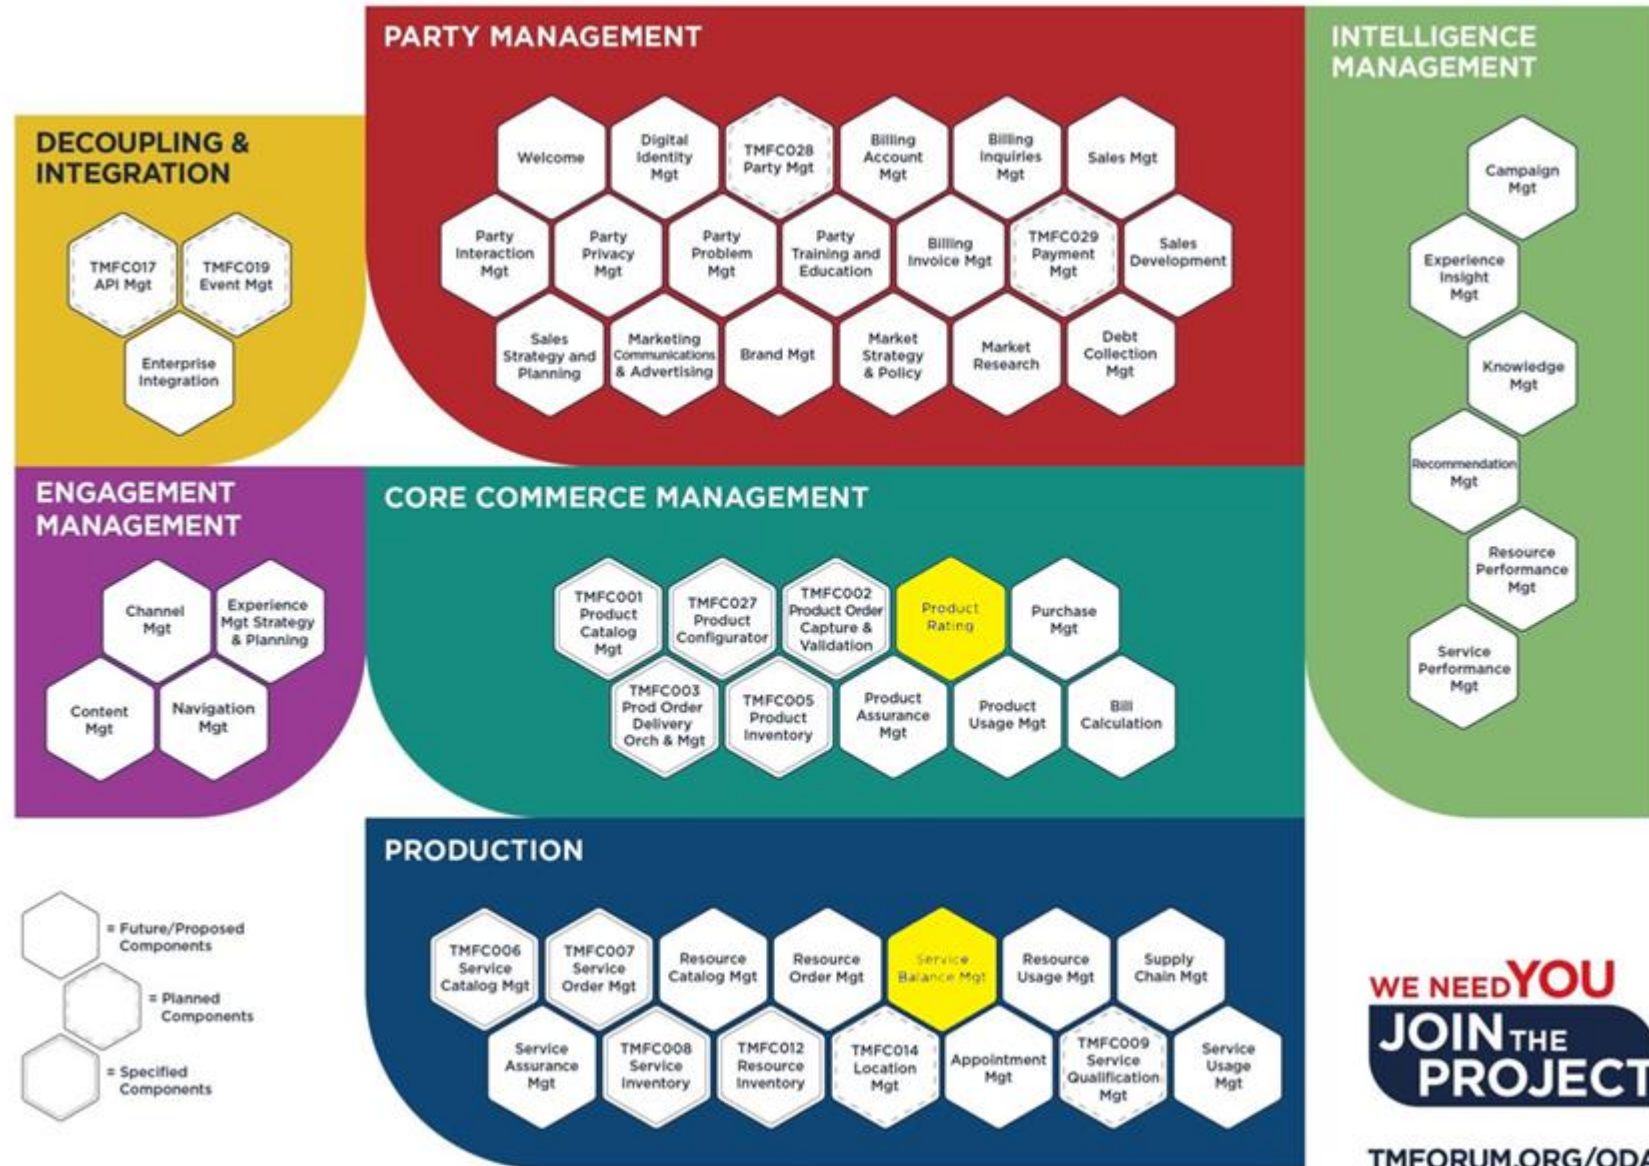 PARTY MANAGEMENT
Welcome
Digital
Identity
Mgt
TMFC028
Party Mgt
Billing
Account
Mgt
Billing
Inquiries
Mgt
Sales Mgt
Party
Interaction
Mgt
Party
Privacy
Mgt
Party
Problem
Mgt
Party
Training and
Education
Billing
Invoice Mgt
TMFC029
Payment
Mgt
Sales
Development
Sales
Strategy and
Planning
Marketing
Communications
& Advertising
Brand Mgt
Market
Strategy
& Policy
Market
Research
Debt
Collection
Mgt
INTELLIGENCE
MANAGEMENT
Campaign
Mgt
Experience
Insight
Mgt
Knowledge
Mgt
Recommendation
Mgt
Resource
Performance
Mgt
Service
Performance
Mgt
DECOUPLING &
INTEGRATION
TMFC017
API Mgt
TMFC019
Event Mgt
Enterprise
Integration
ENGAGEMENT
MANAGEMENT
Channel
Mgt
Experience
Mgt Strategy
& Planning
Content
Mgt
Navigation
Mgt
CORE COMMERCE MANAGEMENT
TMFC001
Product
Catalog
Mgt
TMFC027
Product
Configurator
TMFC002
Product Order
Capture &
Validation
Product
Rating
Purchase
Mgt
TMFC003
Prod Order
Delivery
Orch & Mgt
TMFC005
Product
Inventory
Product
Assurance
Mgt
Product
Usage Mgt
Bill
Calculation
PRODUCTION
TMFC006
Service
Catalog Mgt
TMFC007
Service
Order Mgt
Resource
Catalog Mgt
Resource
Order Mgt
Service
Balance Mgt
Resource
Usage Mgt
Supply
Chain Mgt
Service
Assurance
Mgt
TMFC008
Service
Inventory
TMFC012
Resource
Inventory
TMFC014
Location
Mgt
Appointment
Mgt
TMFC009
Service
Qualification
Mgt
Service
Usage
Mgt
= Future/Proposed
Components
= Planned
Components
= Specified
Components
WE NEED YOU
JOIN THE
PROJECT
TMFORUM.ORG/ODA